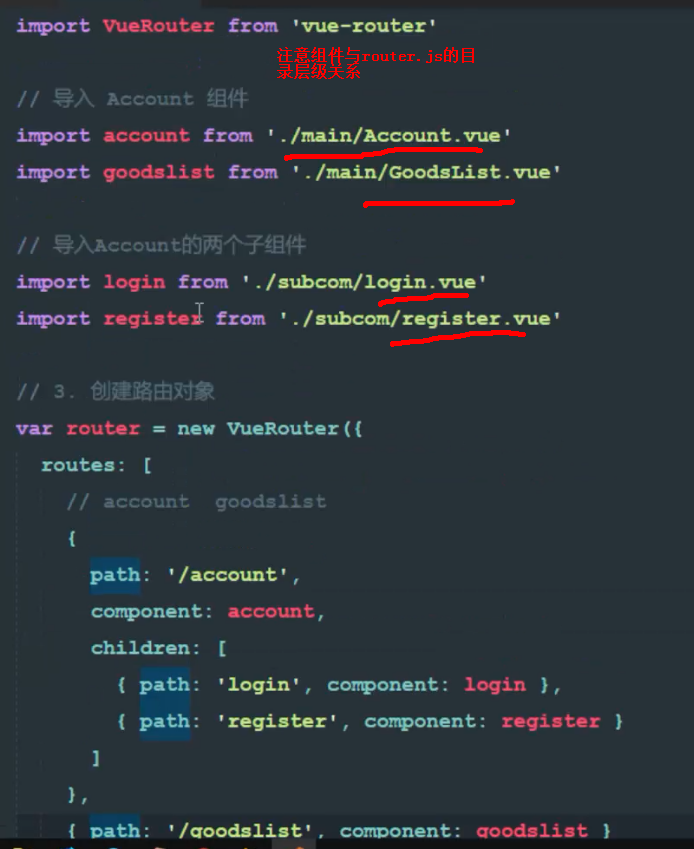 import VueRouter from 'vue-router'
注意组件与router.js的目
录层级关系
// 导入 Account 组件
import account from './main/Account.vue'
import goodslist from './main/GoodsList.vue'
// 导入Account的两个子组件
import login from './subcom/login.vue'
import register from './subcom/register.vue'
// 3. 创建路由对象
var router = new VueRouter({
routes: [
// account  goodslist
{
path: '/account',
component: account,
children: [
{ path: 'login', component: login },
{ path: 'register', component: register }
]
},
{ path: '/goodslist', component: goodslist }